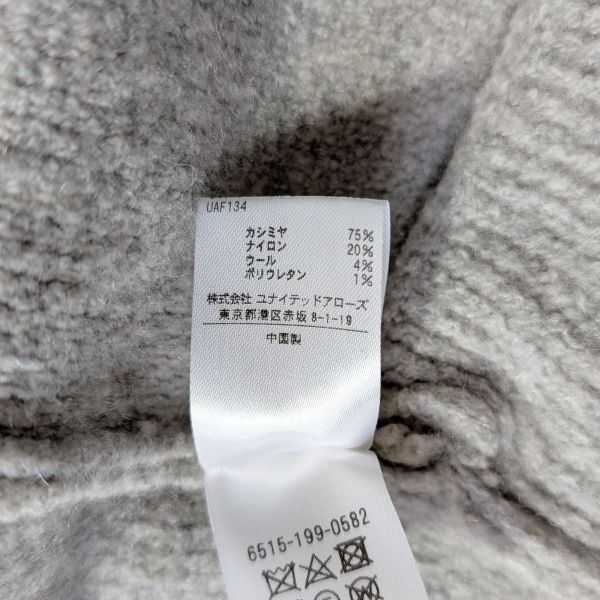 UAF134
カシミヤ 75%
ナイロン 20%
ウール 4%
ポリウレタン 1%
株式会社 ユナイテッドアローズ
東京都港区赤坂 8-1-19
中国製
6515-199-0582